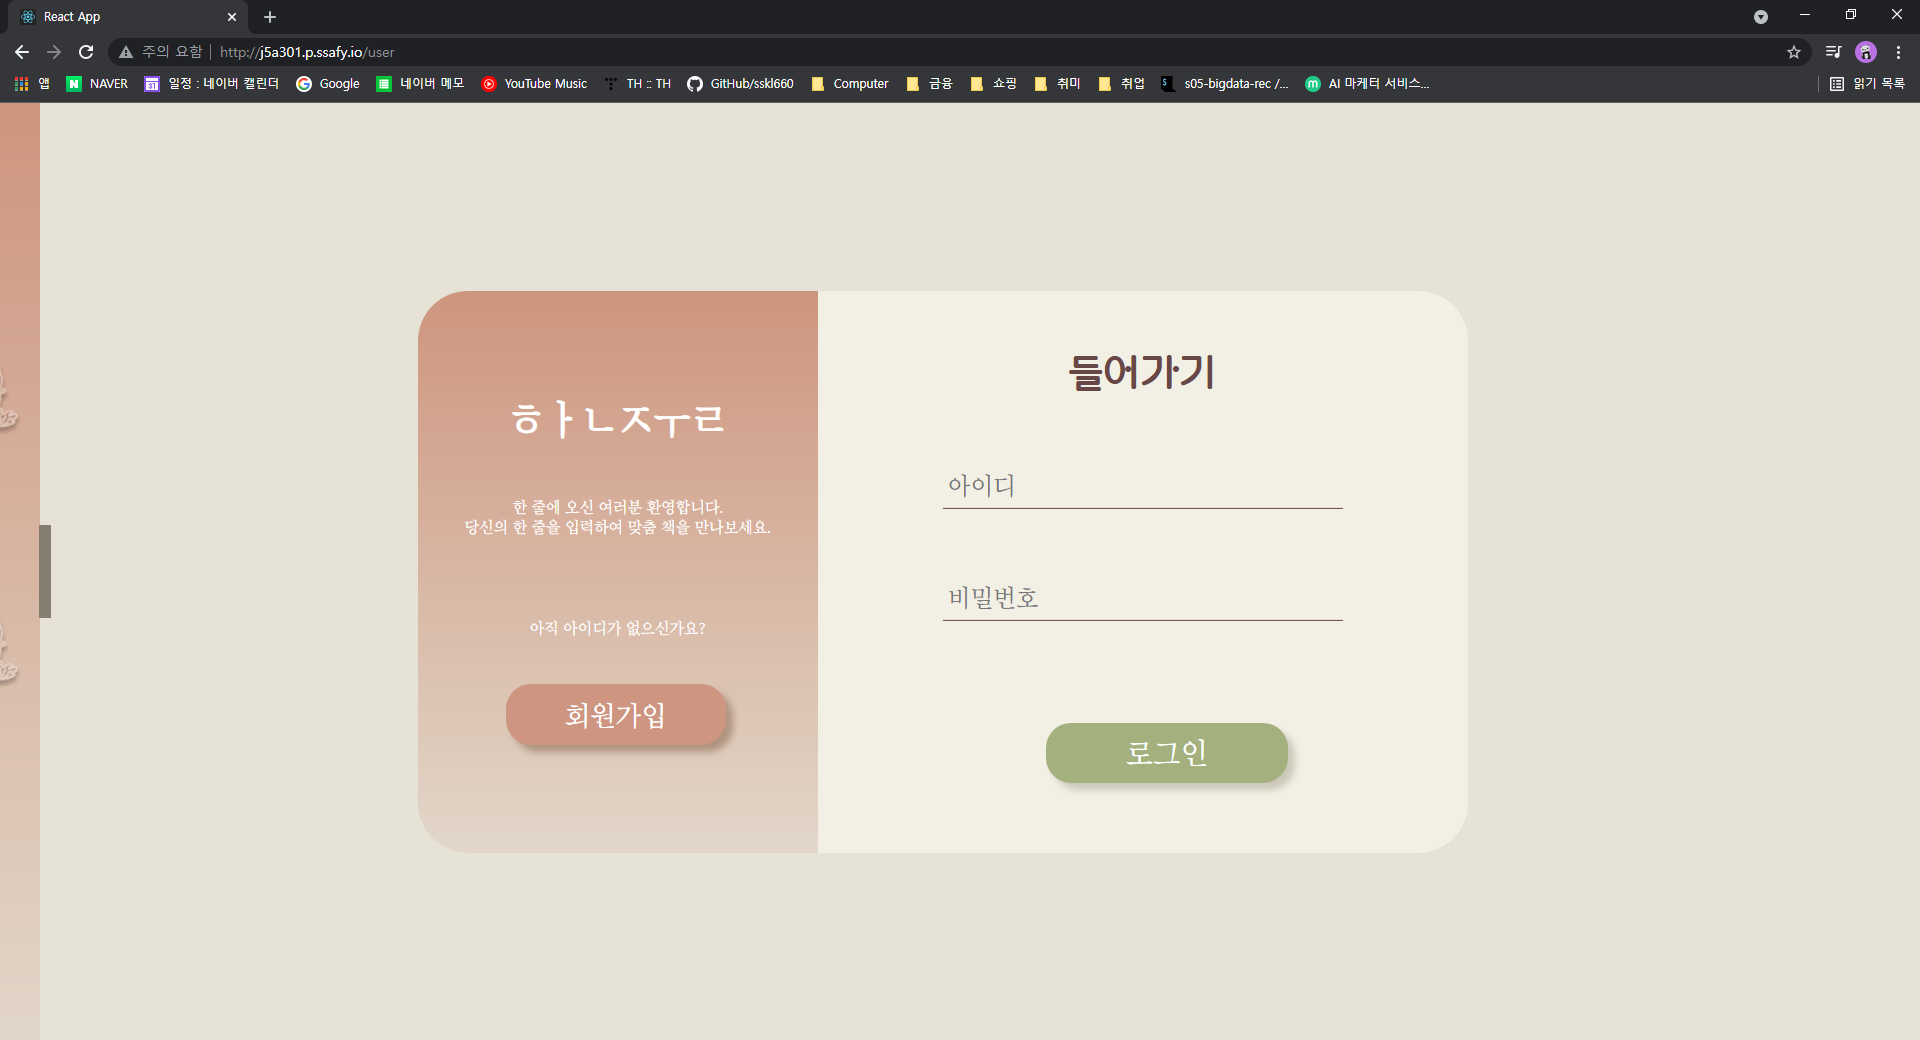 React App
주의 요함 http://j5a301.p.ssafy.io/user
앱 NAVER 일정 : 네이버 캘린더 Google 네이버 메모 YouTube Music TH :: TH GitHub/sskl660 Computer 금융 쇼핑 취미 취업 s05-bigdata-rec /... AI 마케터 서비스... 읽기 목록
ㅎㅏㄴㅈㅜㄹ
한 줄에 오신 여러분 환영합니다.
당신의 한 줄을 입력하여 맞춤 책을 만나보세요.
아직 아이디가 없으신가요?
회원가입
들어가기
아이디
비밀번호
로그인